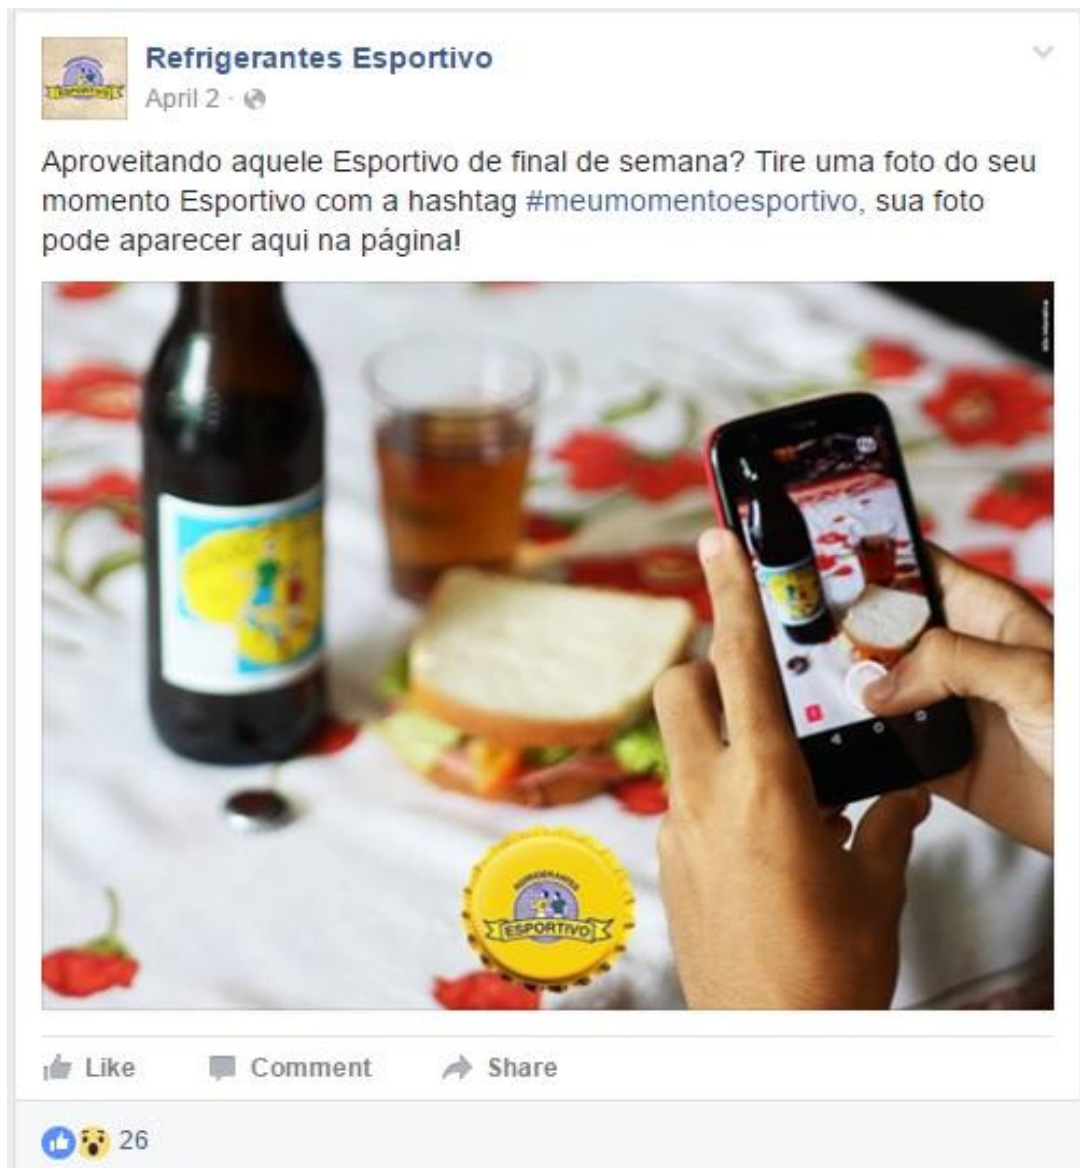 Refrigerantes Esportivo
April 2 ·
Aproveitando aquele Esportivo de final de semana? Tire uma foto do seu
momento Esportivo com a hashtag #meumomentoesportivo, sua foto
pode aparecer aqui na página!
REFRIGERANTES
ESPORTIVO
Like Comment Share
26